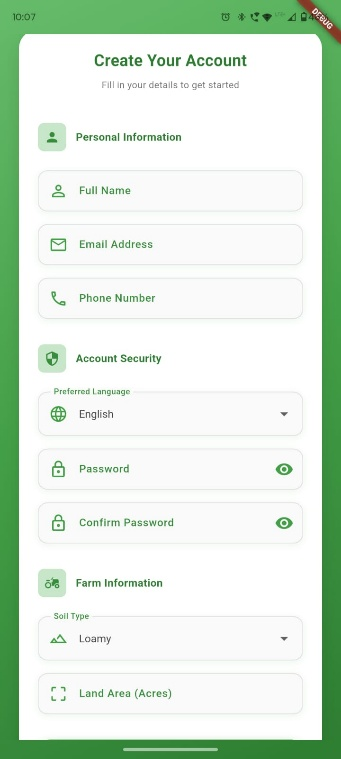 10:07
DEBUG
Create Your Account
Fill in your details to get started
Personal Information
Full Name
Email Address
Phone Number
Account Security
Preferred Language
English
Password
Confirm Password
Farm Information
Soil Type
Loamy
Land Area (Acres)